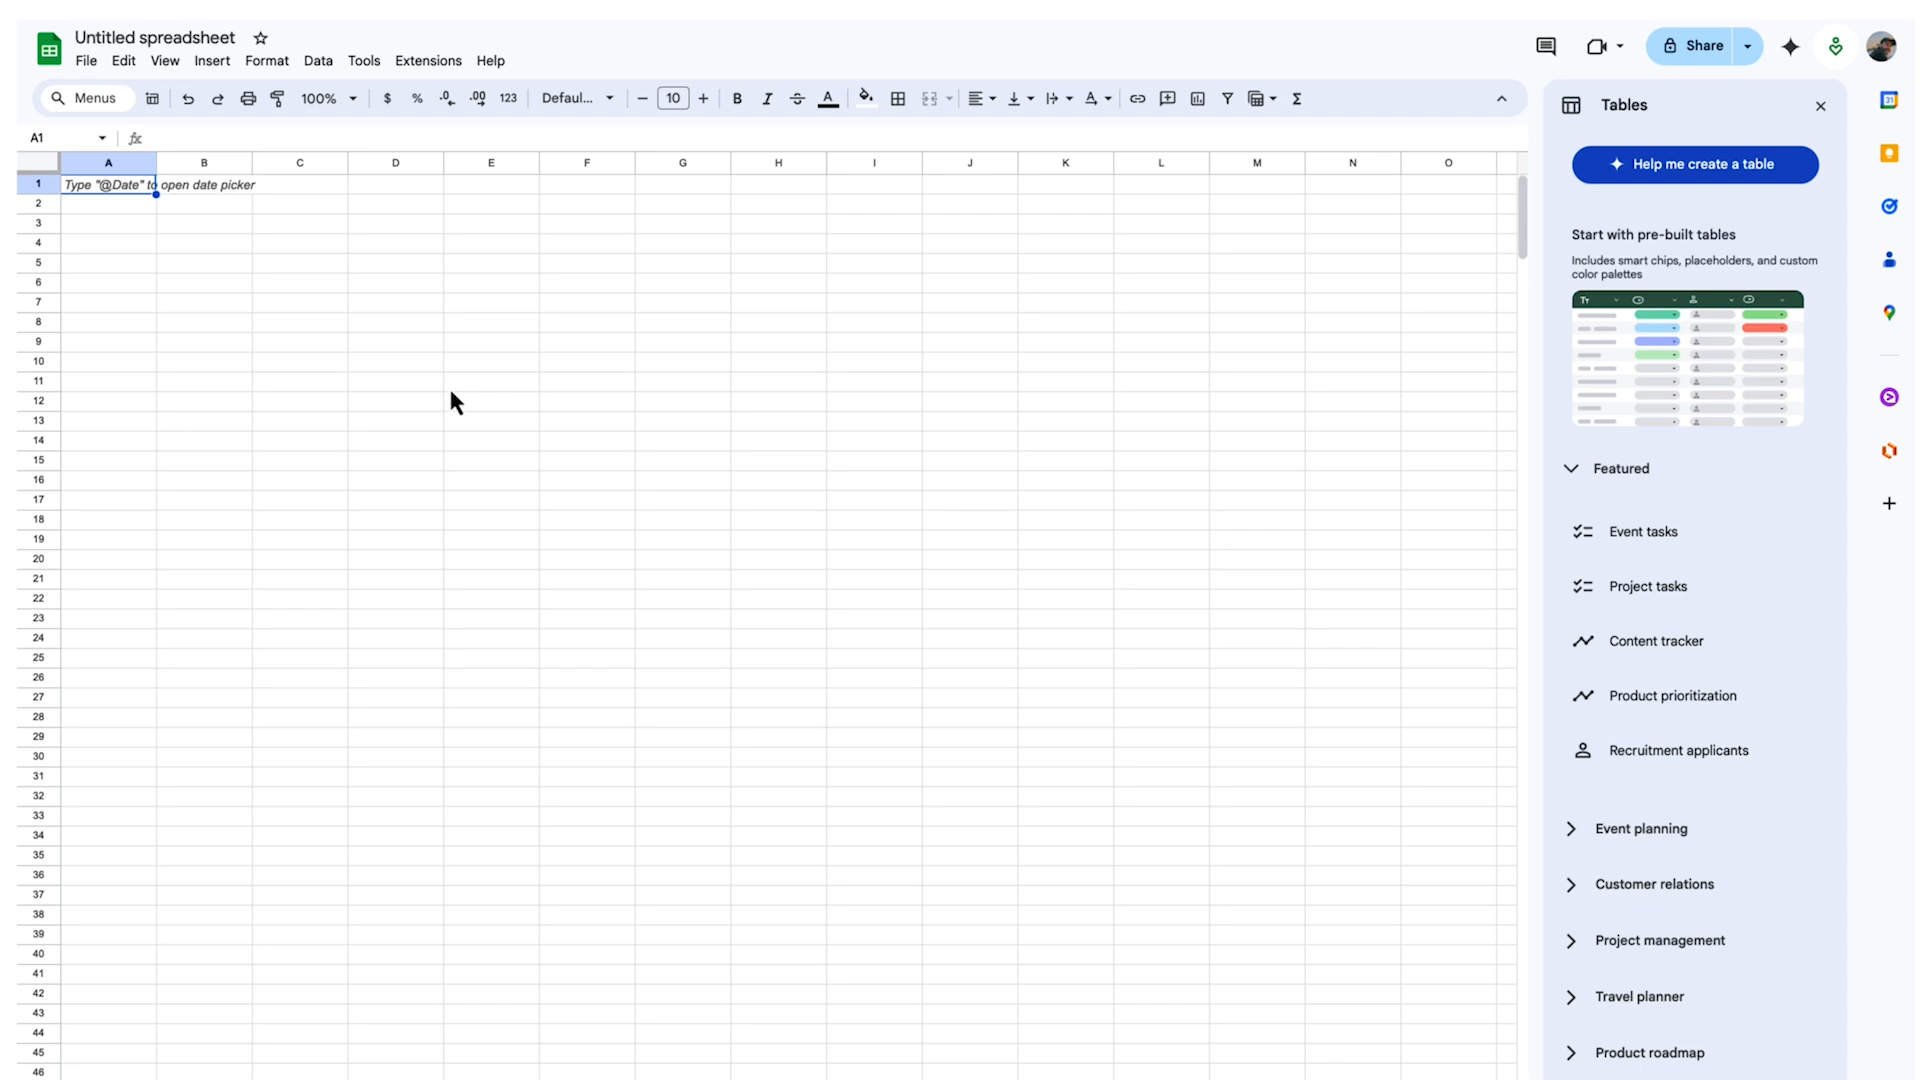 Untitled spreadsheet
File Edit View Insert Format Data Tools Extensions Help
Share
Menus 100% $ % .0 .00 123 Defaul... 10 B I A Σ
Tables
A1 fx
Help me create a table
A B C D E F G H I J K L M N O
1 Type "@Date" to open date picker
2
3
4
5
6
7
8
9
10
11
12
13
14
15
16
17
18
19
20
21
22
23
24
25
26
27
28
29
30
31
32
33
34
35
36
37
38
39
40
41
42
43
44
45
46
Start with pre-built tables
Includes smart chips, placeholders, and custom
color palettes
Tт
Featured
Event tasks
Project tasks
Content tracker
Product prioritization
Recruitment applicants
Event planning
Customer relations
Project management
Travel planner
Product roadmap
31